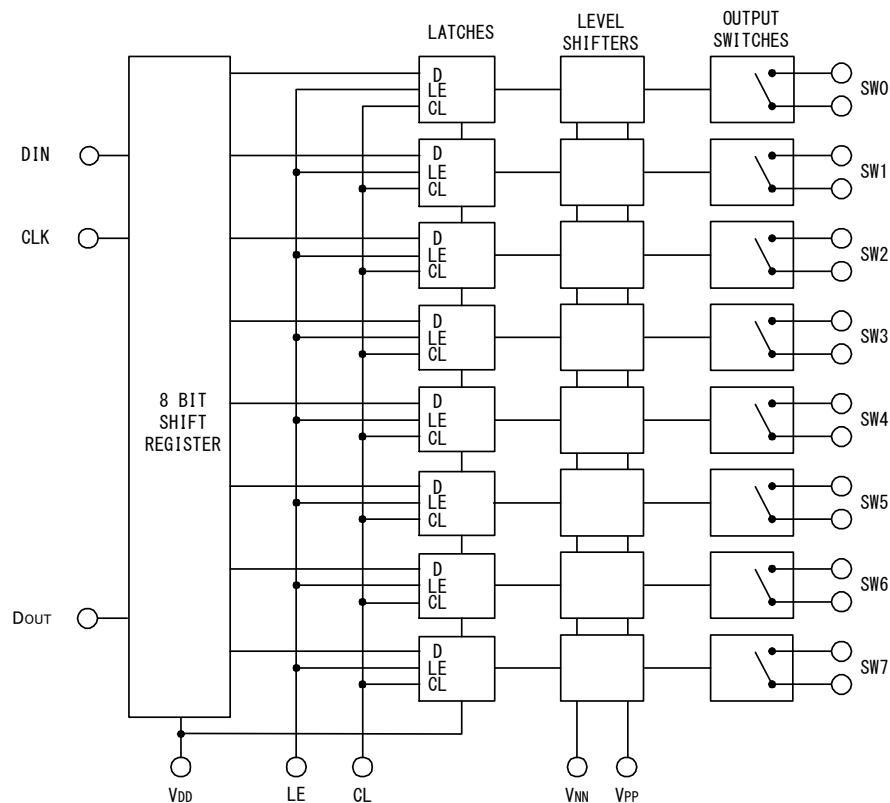 LATCHES
LEVEL
SHIFTERS
OUTPUT
SWITCHES
D
LE
CL
SW0
DIN
D
LE
CL
SW1
CLK
D
LE
CL
SW2
D
LE
CL
SW3
8 BIT
SHIFT
REGISTER
D
LE
CL
SW4
D
LE
CL
SW5
DOUT
D
LE
CL
SW6
D
LE
CL
SW7
VDD
LE
CL
VNN
VPP